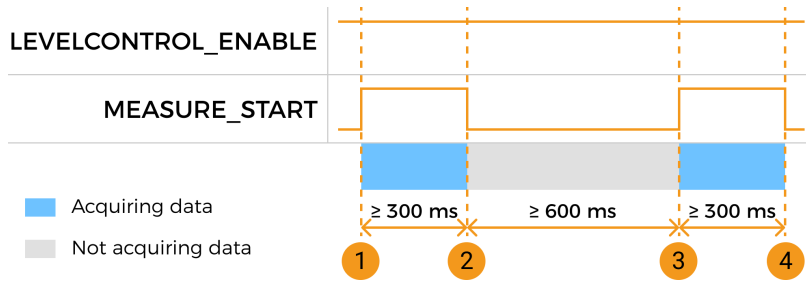 LEVELCONTROL_ENABLE
MEASURE_START
Acquiring data
Not acquiring data
≥ 300 ms
≥ 600 ms
≥ 300 ms
1
2
3
4